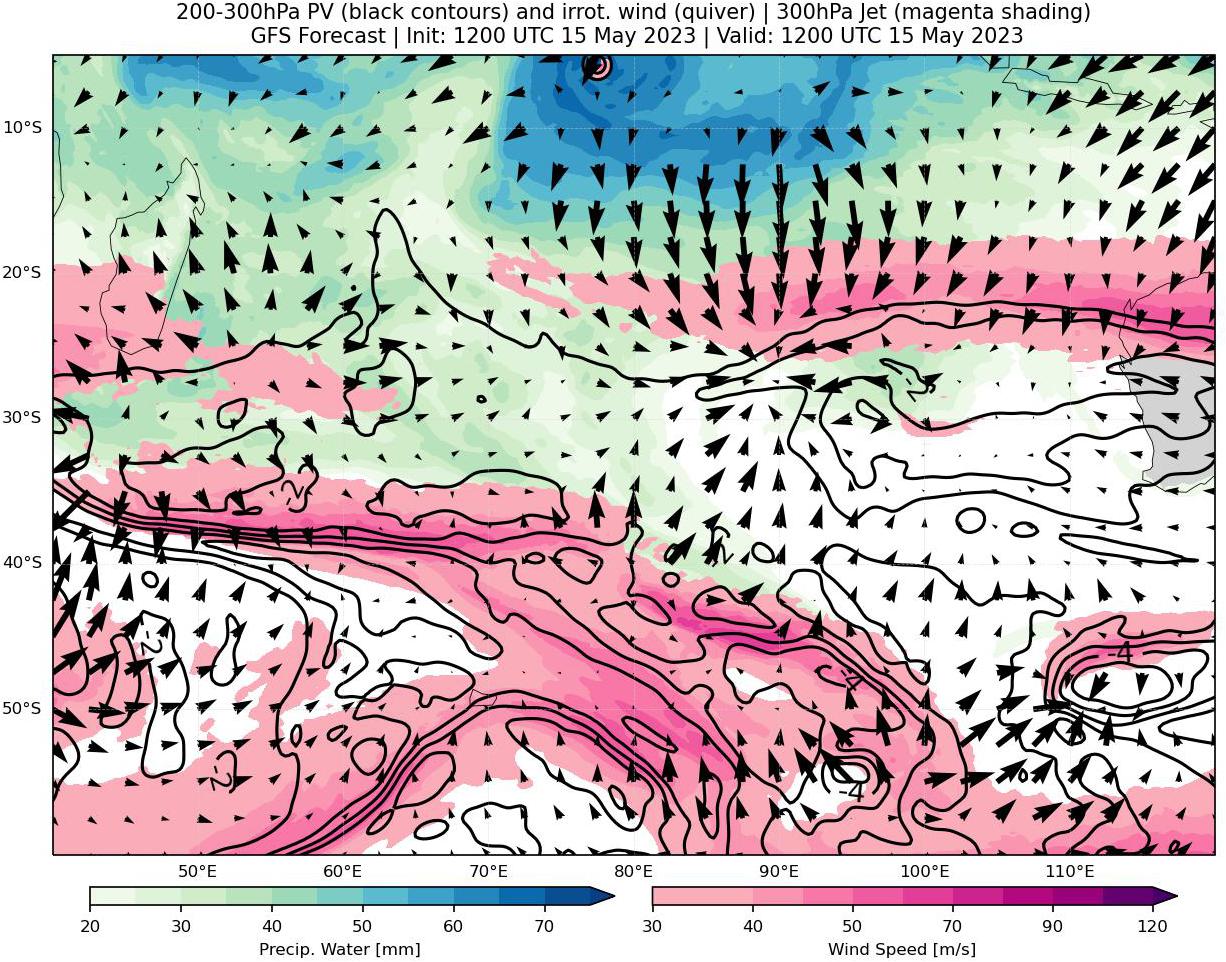 200-300hPa PV (black contours) and irrot. wind (quiver) | 300hPa Jet (magenta shading)
GFS Forecast | Init: 1200 UTC 15 May 2023 | Valid: 1200 UTC 15 May 2023
10°S
20°S
-2
30°S
-2
40°S
-2
-4
-4
50°S
-2
-4
50°E 60°E 70°E 80°E 90°E 100°E 110°E
20 30 40 50 60 70
30 40 50 70 90 120
Precip. Water [mm]
Wind Speed [m/s]